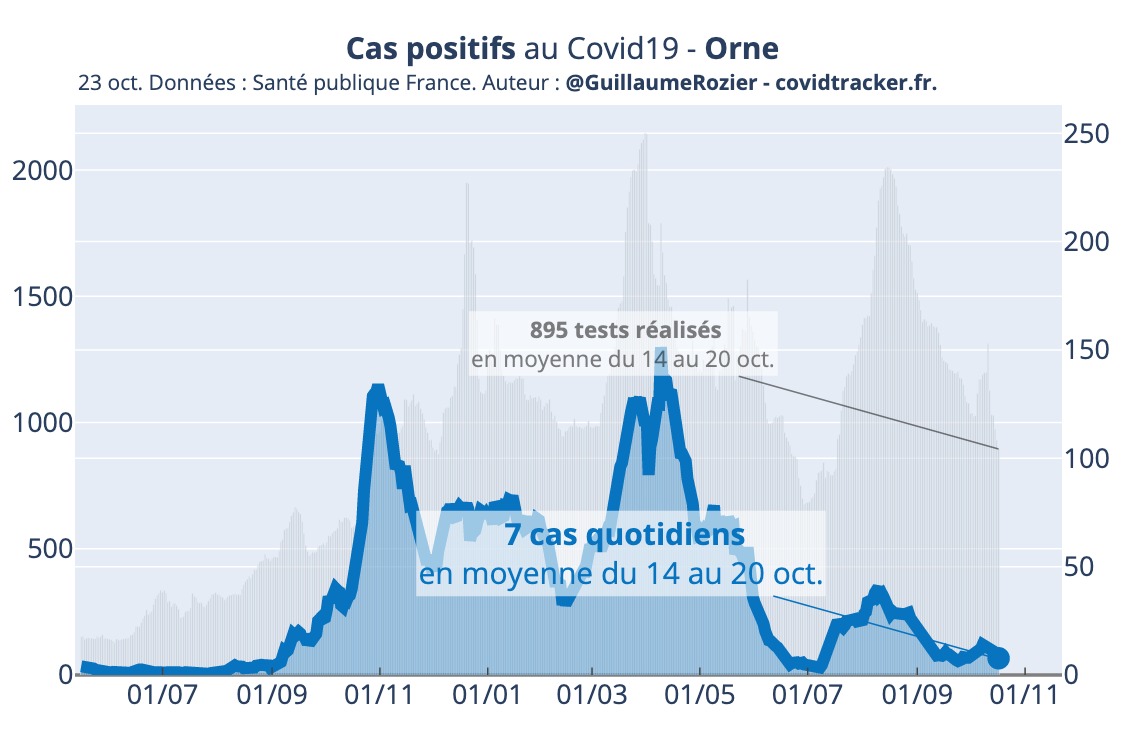 Cas positifs au Covid19 - Orne
23 oct. Données : Santé publique France. Auteur : @GuillaumeRozier - covidtracker.fr.
250
2000
200
1500
895 tests réalisés
en moyenne du 14 au 20 oct.
150
1000
100
500
7 cas quotidiens
en moyenne du 14 au 20 oct.
50
0
0
01/07 01/09 01/11 01/01 01/03 01/05 01/07 01/09 01/11